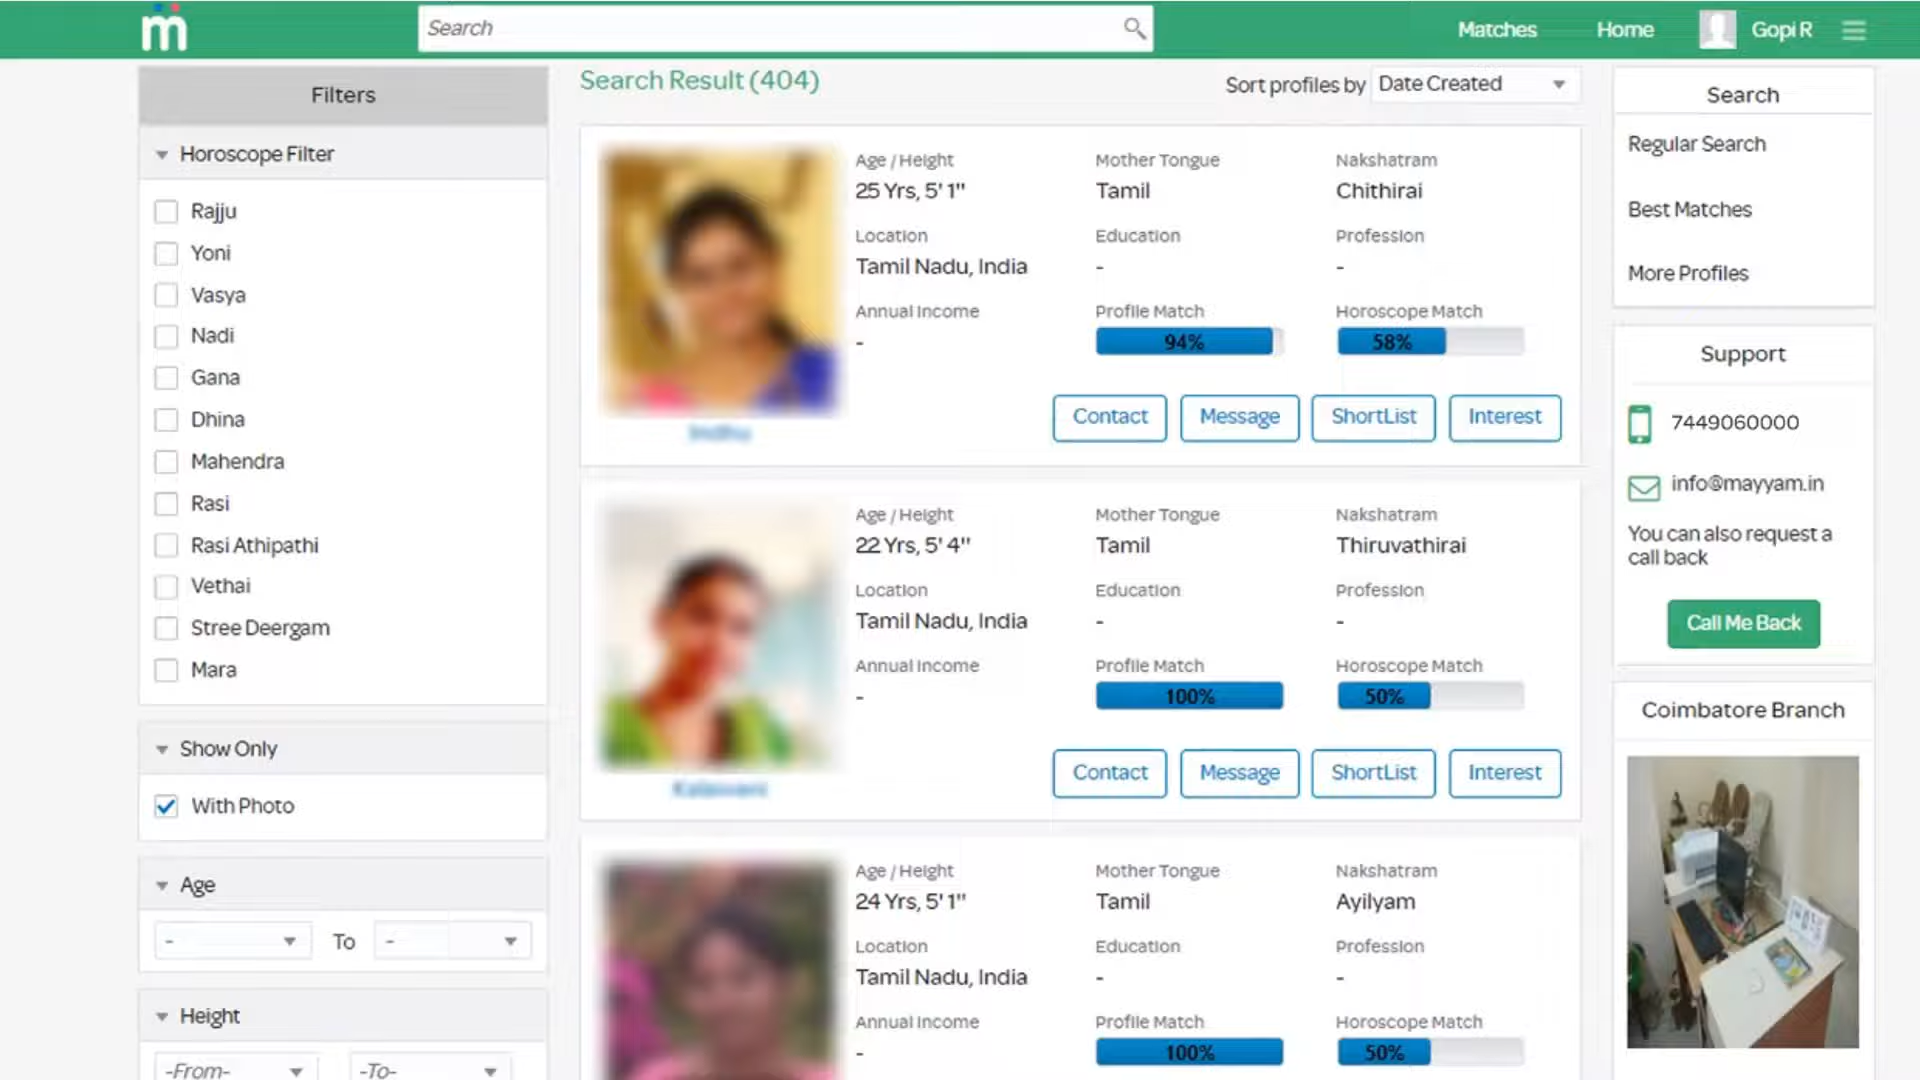 m
Search
Matches
Home
Gopi R
Filters
Horoscope Filter
Rajju
Yoni
Vasya
Nadi
Gana
Dhina
Mahendra
Rasi
Rasi Athipathi
Vethai
Stree Deergam
Mara
Show Only
With Photo
Age
- To -
Height
-From- -To-
Search Result (404)
Sort profiles by Date Created
Age / Height Mother Tongue Nakshatram
25 Yrs, 5' 1" Tamil Chithirai
Location Education Profession
Tamil Nadu, India - -
Annual Income Profile Match Horoscope Match
- 94% 58%
Contact Message ShortList Interest
Age / Height Mother Tongue Nakshatram
22 Yrs, 5' 4" Tamil Thiruvathirai
Location Education Profession
Tamil Nadu, India - -
Annual Income Profile Match Horoscope Match
- 100% 50%
Contact Message ShortList Interest
Age / Height Mother Tongue Nakshatram
24 Yrs, 5' 1" Tamil Ayilyam
Location Education Profession
Tamil Nadu, India - -
Annual Income Profile Match Horoscope Match
- 100% 50%
Search
Regular Search
Best Matches
More Profiles
Support
7449060000
info@mayyam.in
You can also request a
call back
Call Me Back
Coimbatore Branch